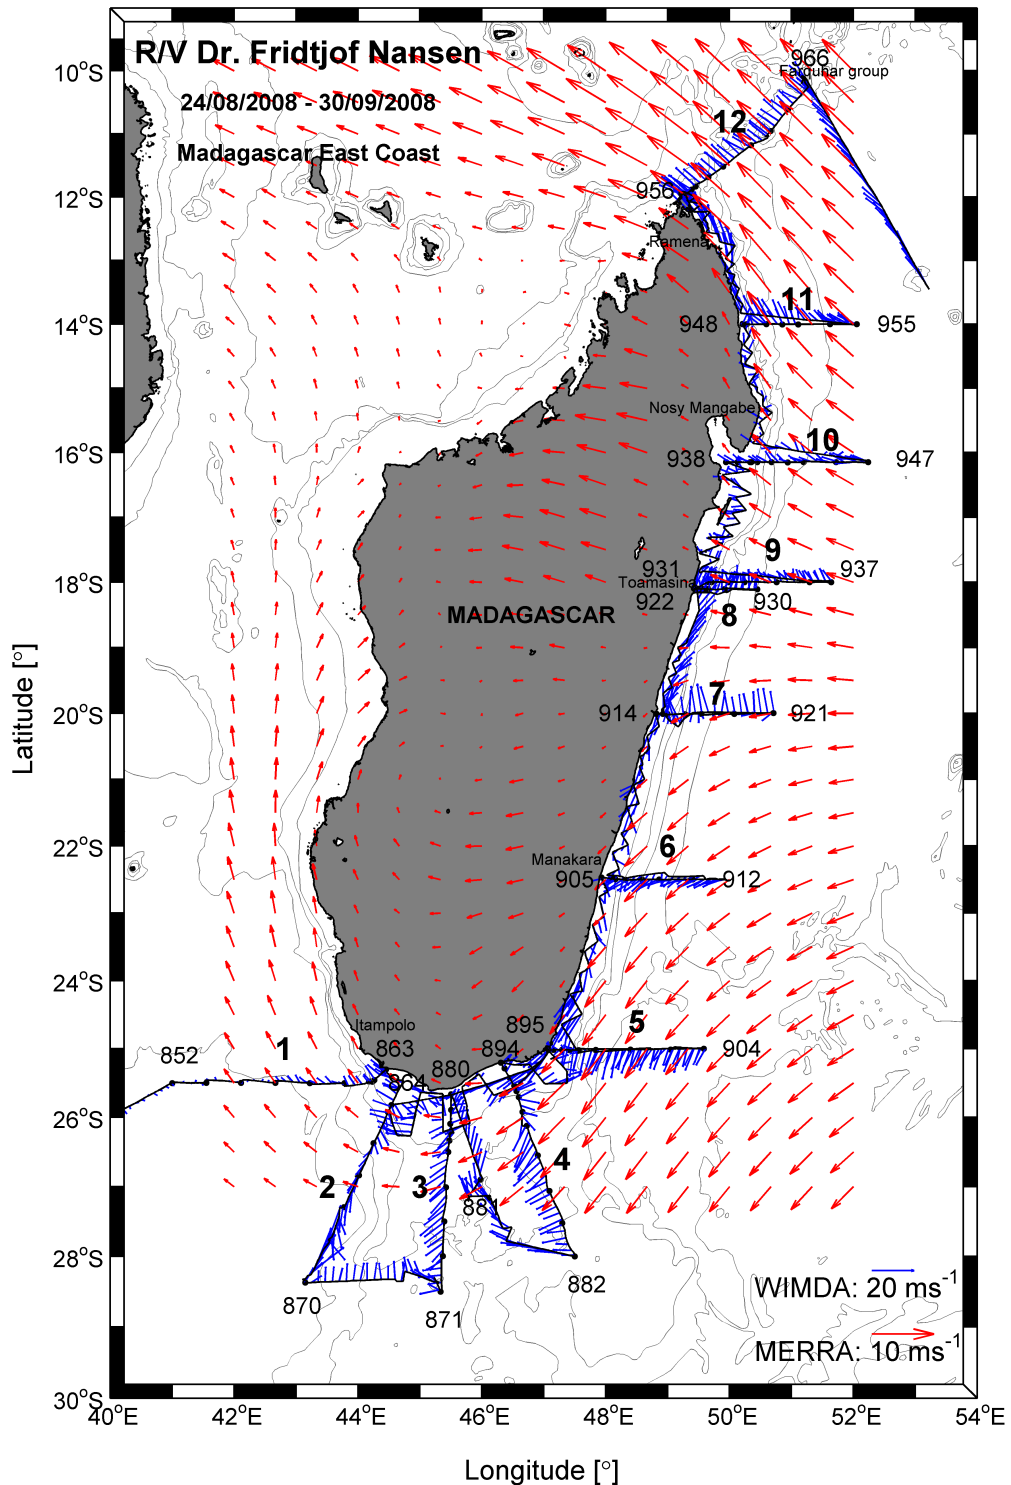 R/V Dr. Fridtjof Nansen
24/08/2008 - 30/09/2008
Madagascar East Coast
966
Farquhar group
12
956
Ramena
11
948
955
Nosy Mangabe
10
938
947
9
931
937
Toamasina
922
930
8
MADAGASCAR
7
914
921
6
Manakara
905
912
5
895
Itampolo
894
904
1
863
852
880
864
4
2
3
881
882
870
871
WIMDA: 20 ms⁻¹
MERRA: 10 ms⁻¹
10°S
12°S
14°S
16°S
18°S
20°S
22°S
24°S
26°S
28°S
30°S
40°E
42°E
44°E
46°E
48°E
50°E
52°E
54°E
Latitude [°]
Longitude [°]